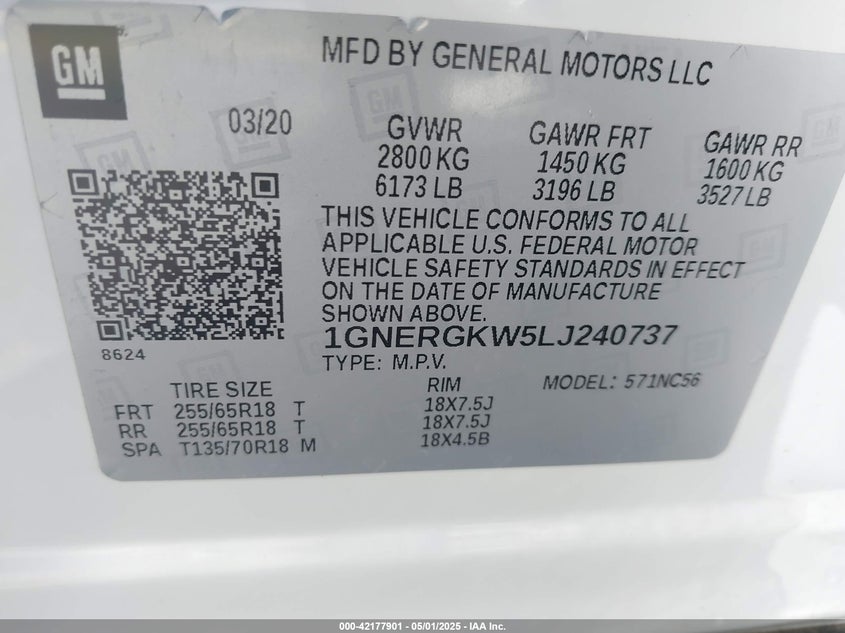 GM
MFD BY GENERAL MOTORS LLC
03/20
GVWR
2800 KG
6173 LB
GAWR FRT
1450 KG
3196 LB
GAWR RR
1600 KG
3527 LB
THIS VEHICLE CONFORMS TO ALL
APPLICABLE U.S. FEDERAL MOTOR
VEHICLE SAFETY STANDARDS IN EFFECT
ON THE DATE OF MANUFACTURE
SHOWN ABOVE.
8624
1GNERGKW5LJ240737
TYPE: M.P.V.
MODEL: 571NC56
TIRE SIZE RIM
FRT 255/65R18 T 18X7.5J
RR 255/65R18 T 18X7.5J
SPA T135/70R18 M 18X4.5B
000-42177901 - 05/01/2025 - IAA Inc.